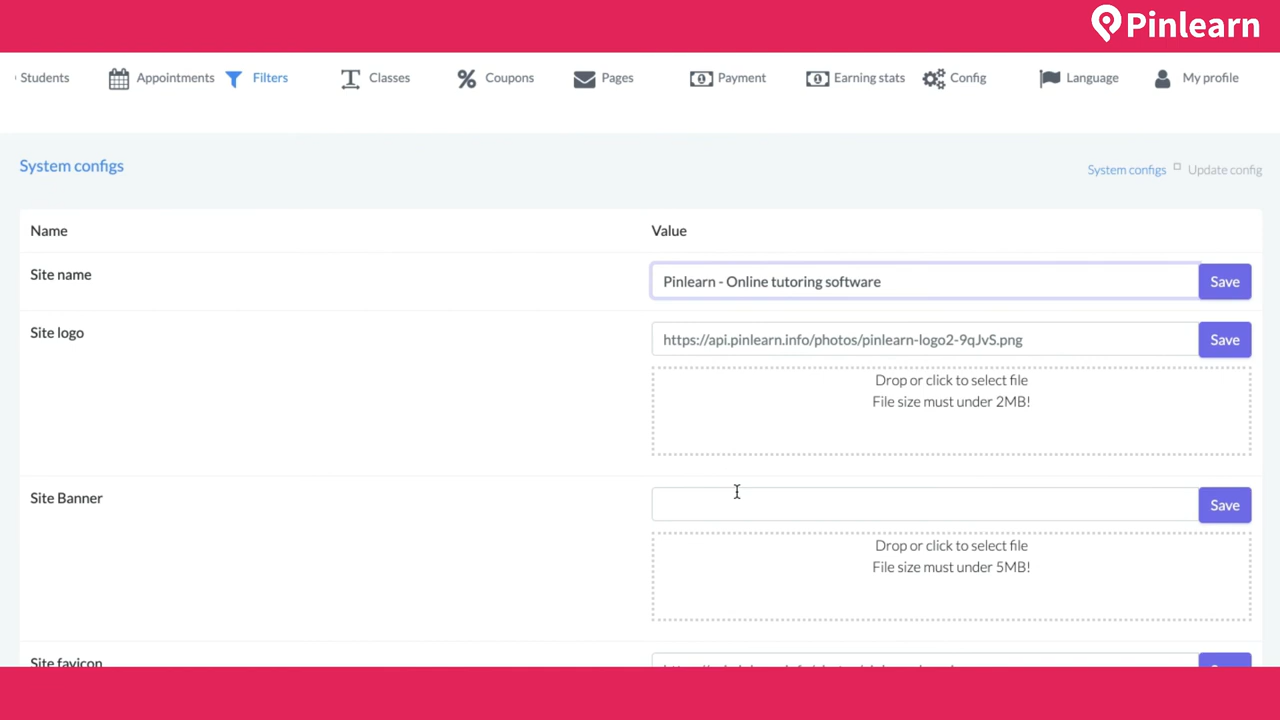 Pinlearn
Students Appointments Filters Classes Coupons Pages Payment Earning stats Config Language My profile
System configs
System configs Update config
Name Value
Site name Pinlearn - Online tutoring software Save
Site logo https://api.pinlearn.info/photos/pinlearn-logo2-9qJvS.png Save
Drop or click to select file
File size must under 2MB!
Site Banner Save
Drop or click to select file
File size must under 5MB!
Site favicon